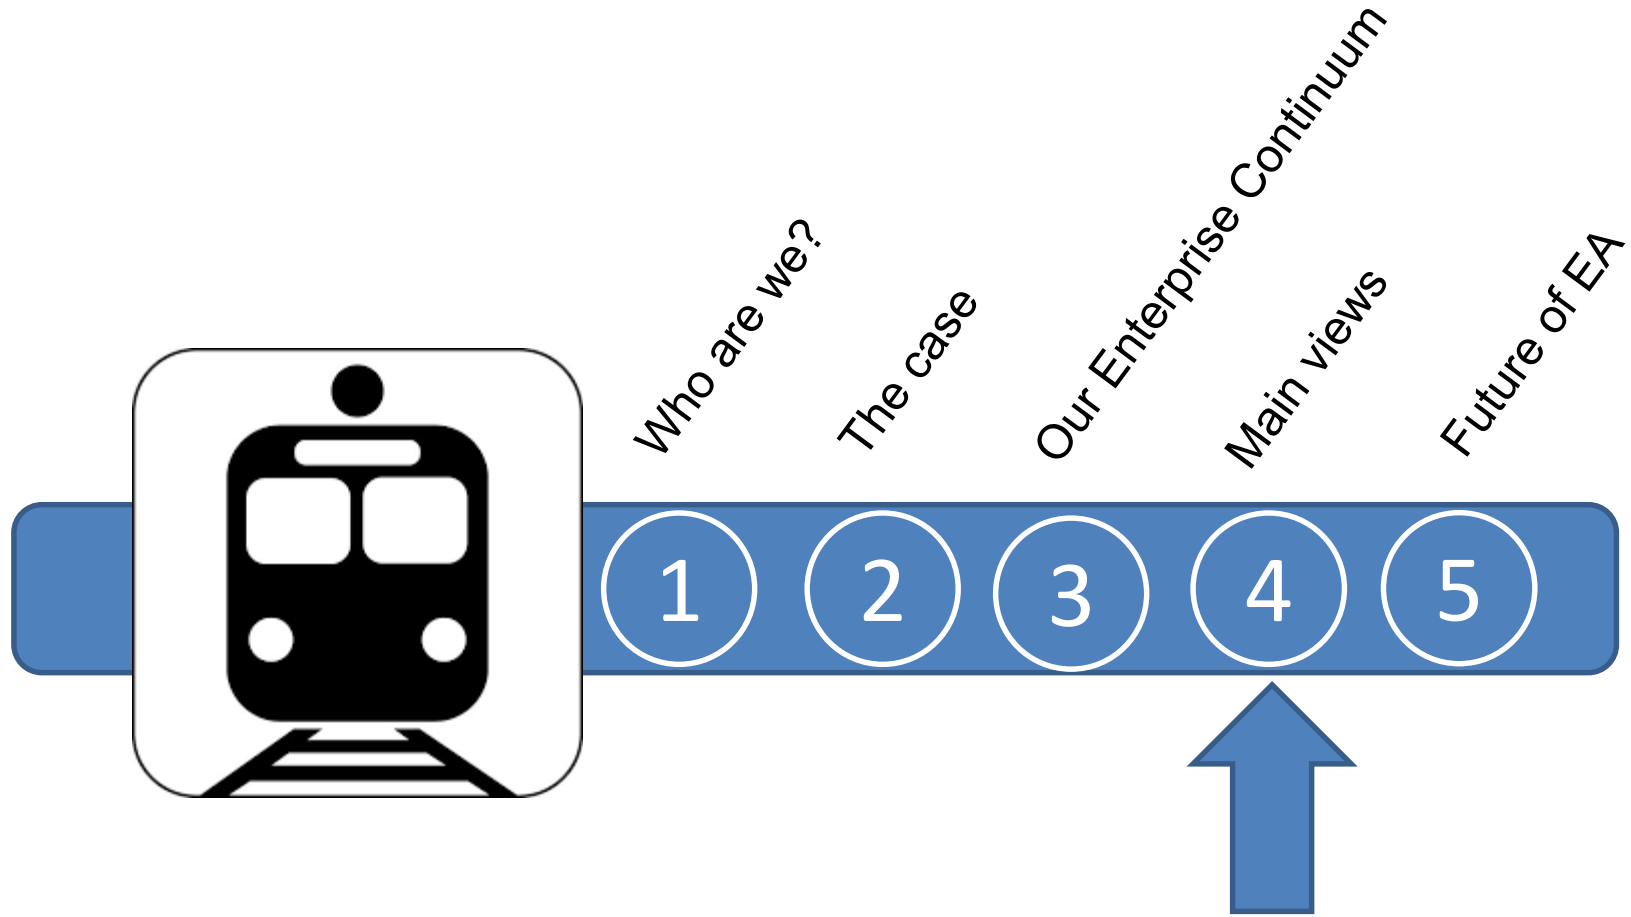 Who are we?
The case
Our Enterprise Continuum
Main views
Future of EA
1
2
3
4
5